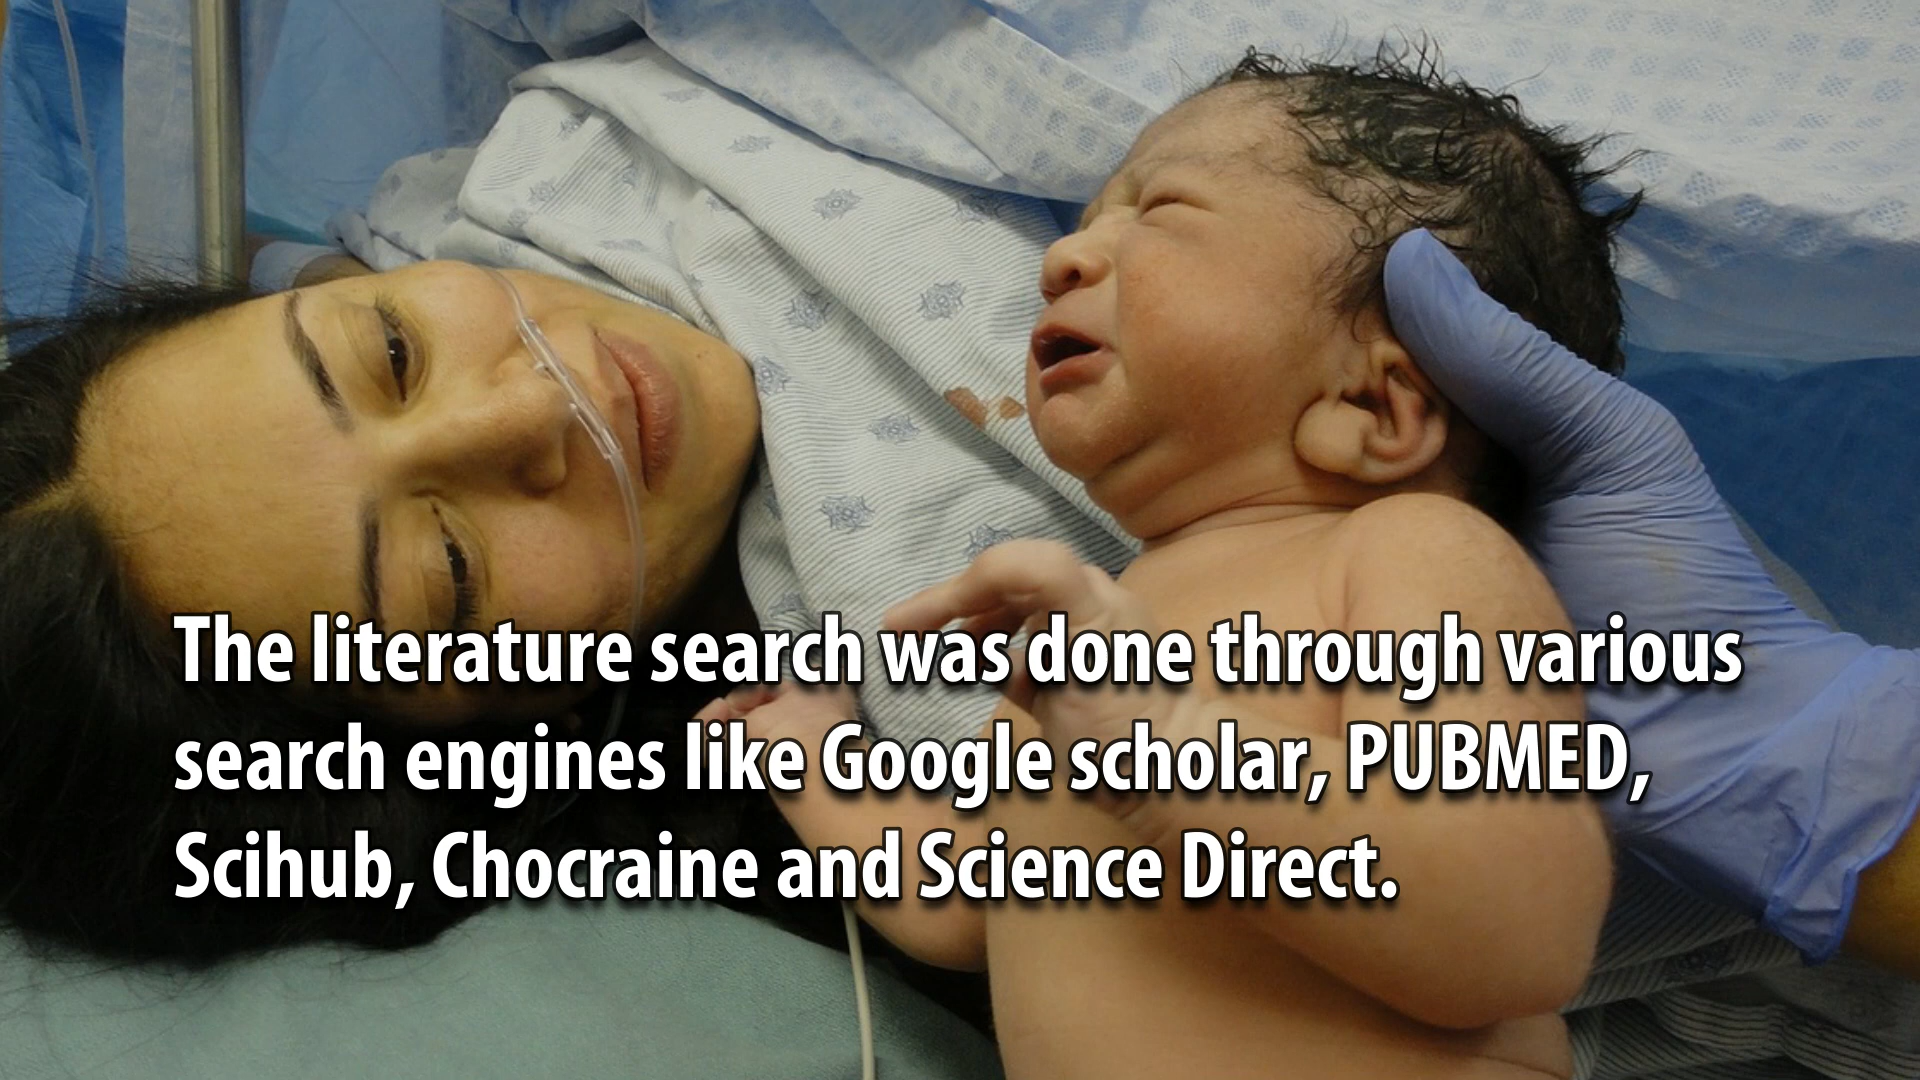 The literature search was done through various
search engines like Google scholar, PUBMED,
Scihub, Chocraine and Science Direct.